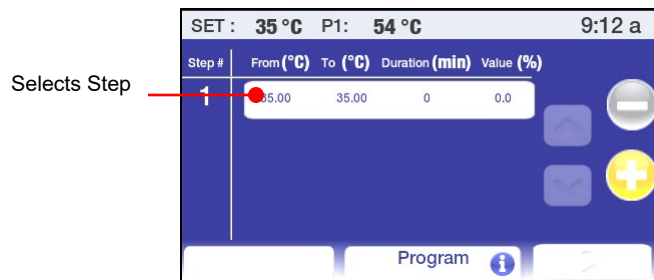 SET : 35 °C P1: 54 °C 9:12 a
Step # From (°C) To (°C) Duration (min) Value (%)
Selects Step
1 35.00 35.00 0 0.0
Program i